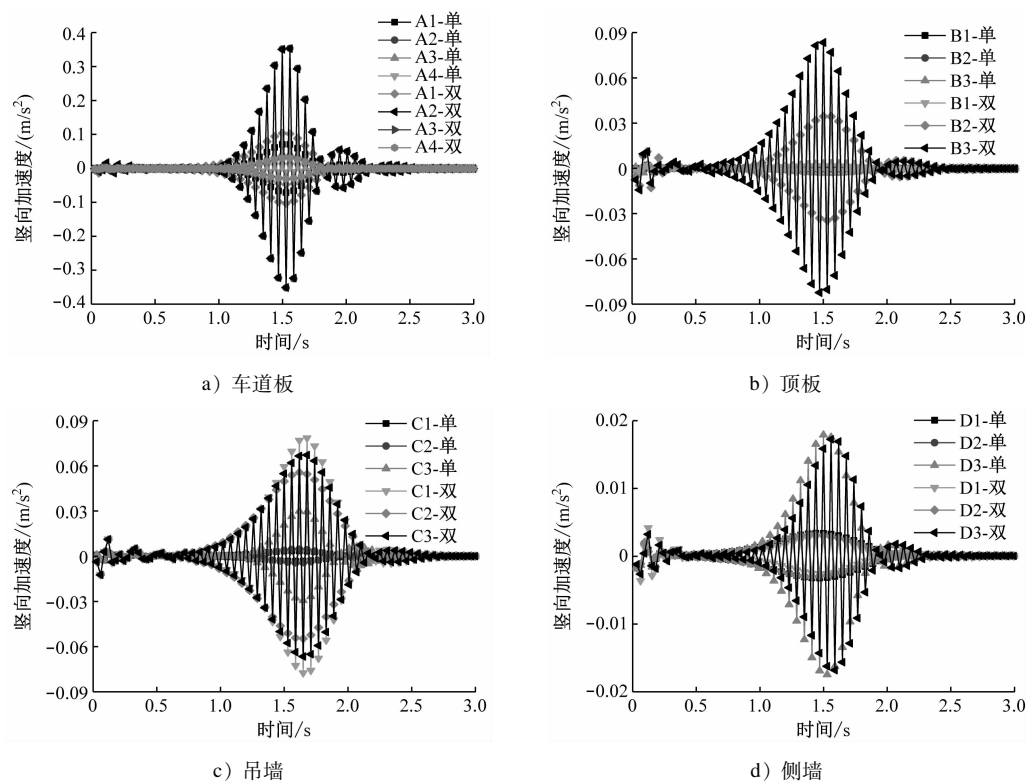 竖向加速度/(m/s²)
0.4
0.3
0.2
0.1
0
-0.1
-0.2
-0.3
-0.4
A1-单
A2-单
A3-单
A4-单
A1-双
A2-双
A3-双
A4-双
0 0.5 1.0 1.5 2.0 2.5 3.0
时间/s
a）车道板
竖向加速度/(m/s²)
0.09
0.06
0.03
0
-0.03
-0.06
-0.09
B1-单
B2-单
B3-单
B1-双
B2-双
B3-双
0 0.5 1.0 1.5 2.0 2.5 3.0
时间/s
b）顶板
竖向加速度/(m/s²)
0.09
0.06
0.03
0
-0.03
-0.06
-0.09
C1-单
C2-单
C3-单
C1-双
C2-双
C3-双
0 0.5 1.0 1.5 2.0 2.5 3.0
时间/s
c）吊墙
竖向加速度/(m/s²)
0.02
0.01
0
-0.01
-0.02
D1-单
D2-单
D3-单
D1-双
D2-双
D3-双
0 0.5 1.0 1.5 2.0 2.5 3.0
时间/s
d）侧墙